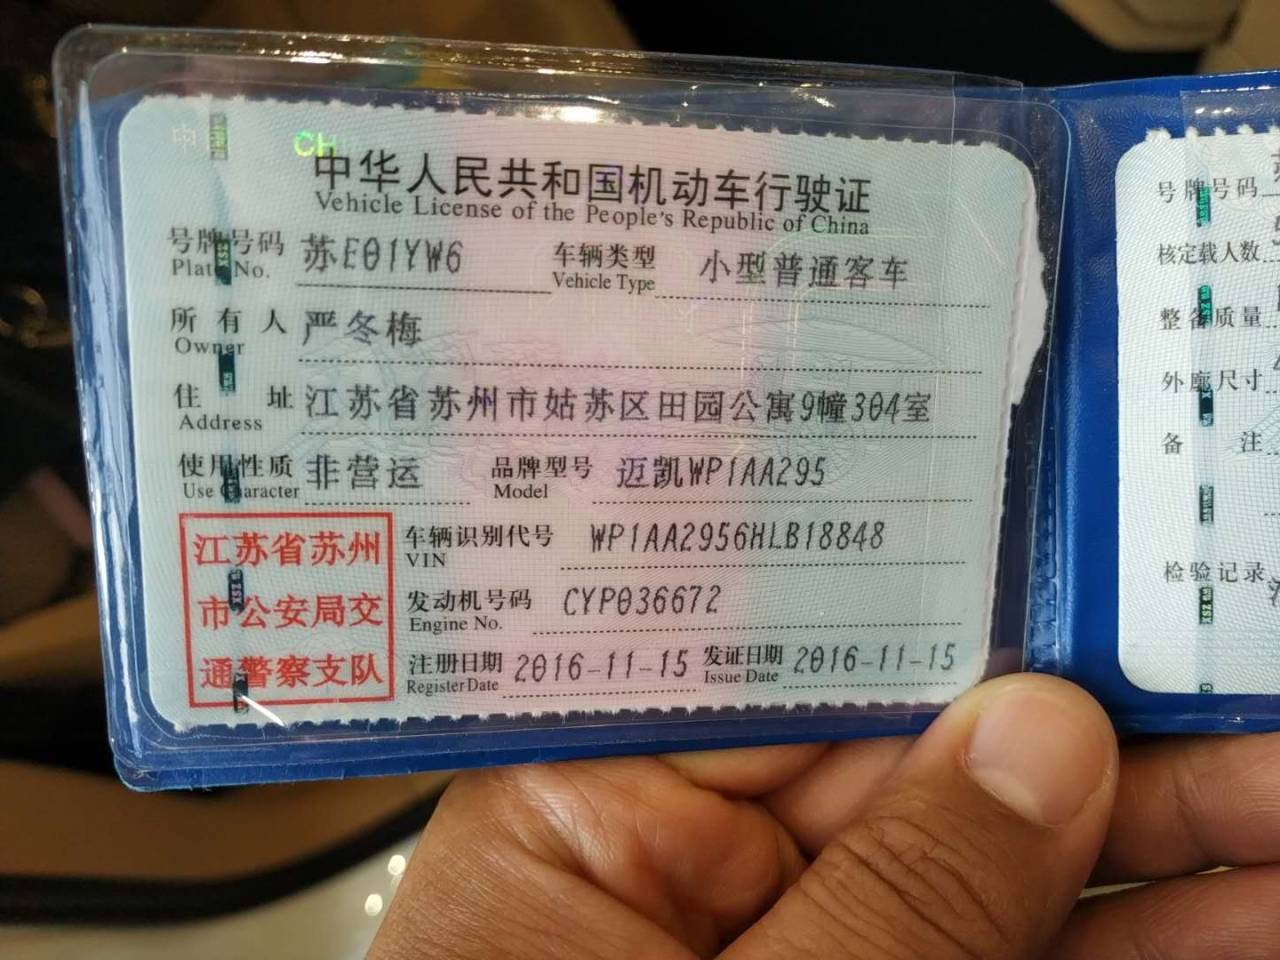 中华人民共和国机动车行驶证
Vehicle License of the People's Republic of China
号牌号码 苏E01YW6 车辆类型 小型普通客车
Plate No. Vehicle Type
所有人 严冬梅
Owner
住址 江苏省苏州市姑苏区田园公寓9幢304室
Address
使用性质 非营运 品牌型号 迈凯WP1AA295
Use Character Model
江苏省苏州
市公安局交
通警察支队
车辆识别代号 WP1AA2956HLB18848
VIN
发动机号码 CYP036672
Engine No.
注册日期 2016-11-15 发证日期 2016-11-15
Register Date Issue Date
号牌号码
核定载人数
整备质量
外廓尺寸
备注
检验记录